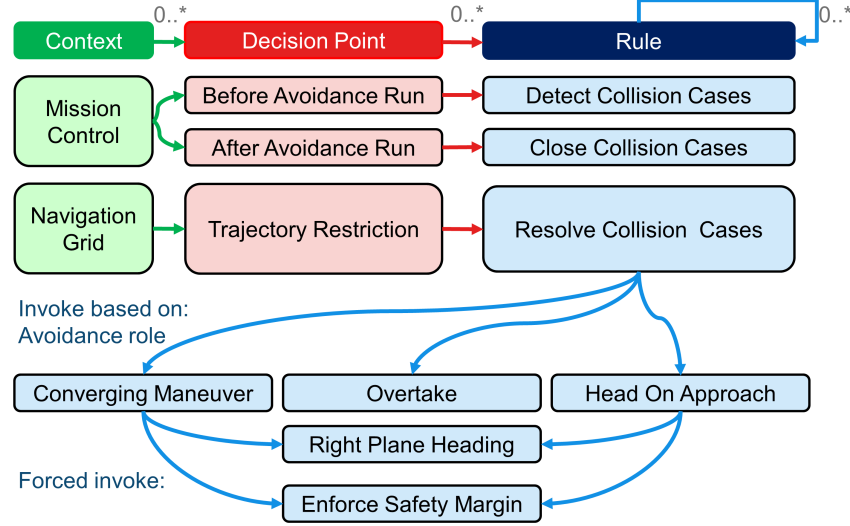 0..* 0..* 0..*
Context Decision Point Rule
Mission
Control
Before Avoidance Run Detect Collision Cases
After Avoidance Run Close Collision Cases
Navigation
Grid
Trajectory Restriction Resolve Collision Cases
Invoke based on:
Avoidance role
Converging Maneuver Overtake Head On Approach
Right Plane Heading
Forced invoke:
Enforce Safety Margin